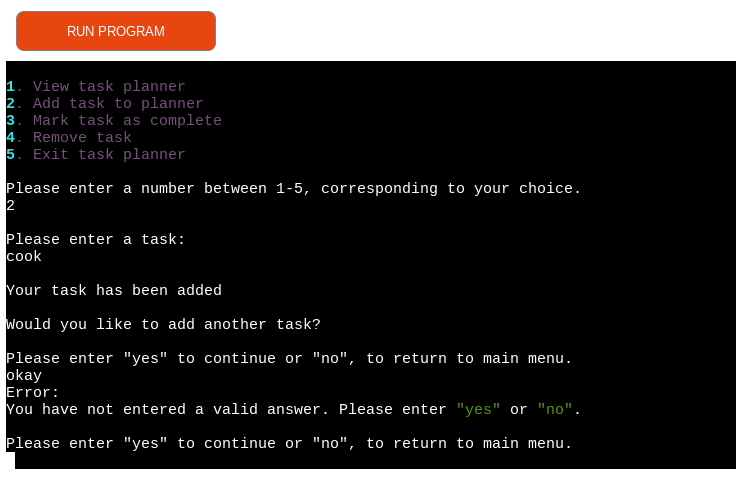 RUN PROGRAM
1. View task planner
2. Add task to planner
3. Mark task as complete
4. Remove task
5. Exit task planner
Please enter a number between 1-5, corresponding to your choice.
2
Please enter a task:
cook
Your task has been added
Would you like to add another task?
Please enter "yes" to continue or "no", to return to main menu.
okay
Error:
You have not entered a valid answer. Please enter "yes" or "no".
Please enter "yes" to continue or "no", to return to main menu.